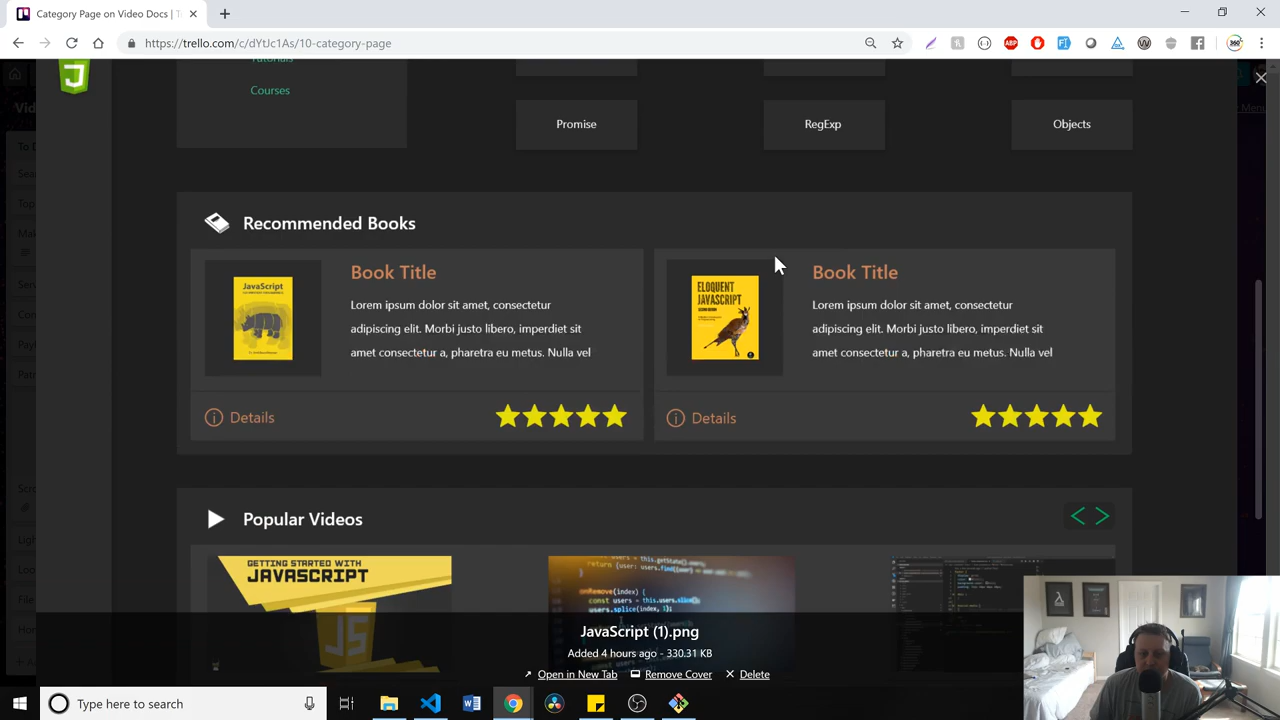 Category Page on Video Docs | T
https://trello.com/c/dYtJc1As/10-category-page
ABP
Tutorials
Courses
Promise
RegExp
Objects
Recommended Books
JavaScript
Book Title
Lorem ipsum dolor sit amet, consectetur
adipiscing elit. Morbi justo libero, imperdiet sit
amet consectetur a, pharetra eu metus. Nulla vel
Details
ELOQUENT
JAVASCRIPT
Book Title
Lorem ipsum dolor sit amet, consectetur
adipiscing elit. Morbi justo libero, imperdiet sit
amet consectetur a, pharetra eu metus. Nulla vel
Details
Popular Videos
GETTING STARTED WITH
JAVASCRIPT
JS
JavaScript (1).png
Added 4 hours ago - 330.31 KB
Open in New Tab
Remove Cover
Delete
Type here to search